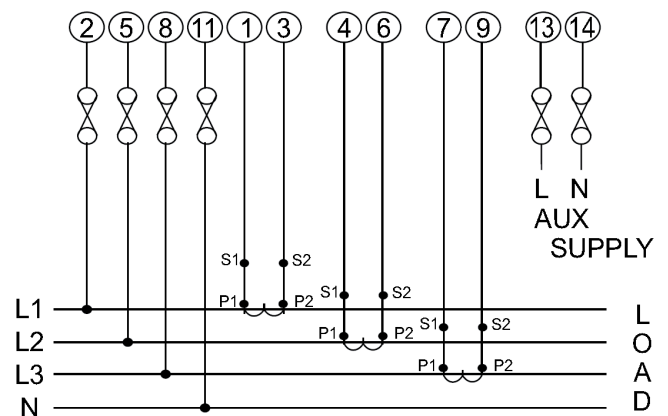 2 5 8 11 1 3 4 6 7 9 13 14
L N
AUX
SUPPLY
S1 S2
S1 S2
P1 P2
L1
L
S1 S2
P1 P2
L2
O
P1 P2
L3
A
N
D